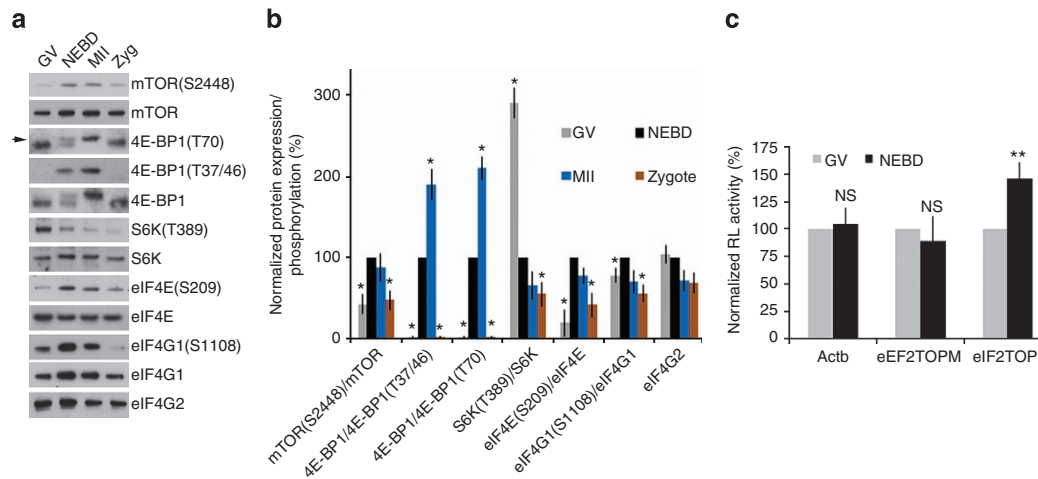 a
GV NEBD MII Zyg
mTOR(S2448)
mTOR
4E-BP1(T70)
4E-BP1(T37/46)
4E-BP1
S6K(T389)
S6K
eIF4E(S209)
eIF4E
eIF4G1(S1108)
eIF4G1
eIF4G2
b
Normalized protein expression/
phosphorylation (%)
300
200
100
0
GV NEBD
MII Zygote
* * * * * * * * * * * * *
mTOR(S2448)/mTOR
4E-BP1/4E-BP1(T37/46)
4E-BP1/4E-BP1(T70)
S6K(T389)/S6K
eIF4E(S209)/eIF4E
eIF4G1(S1108)/eIF4G1
eIF4G2
c
Normalized RL activity (%)
175
150
125
100
75
50
25
0
GV NEBD
NS
NS
**
Actb eEF2TOPM eIF2TOP